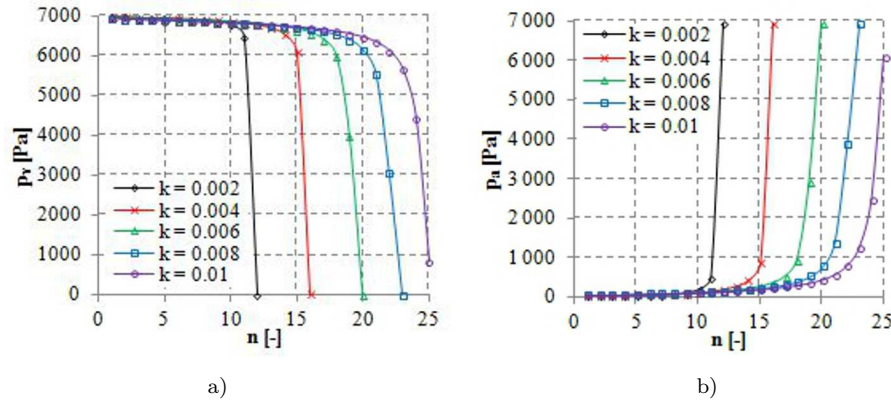 7000
6000
5000
4000
3000
2000
1000
0
pv [Pa]
k = 0.002
k = 0.004
k = 0.006
k = 0.008
k = 0.01
0 5 10 15 20 25
n [-]
a)
7 000
6 000
5 000
4 000
3 000
2 000
1 000
0
pa [Pa]
k = 0.002
k = 0.004
k = 0.006
k = 0.008
k = 0.01
0 5 10 15 20 25
n [-]
b)